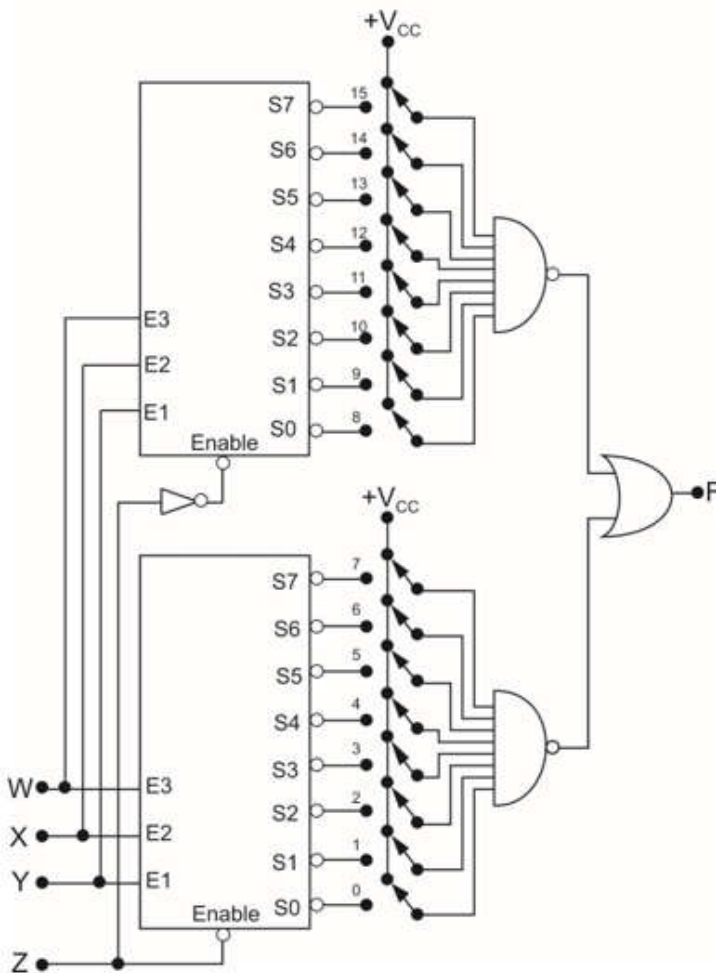 +VCC
S7 15
S6 14
S5 13
S4 12
S3 11
E3
S2 10
E2
S1 9
E1
S0 8
Enable
F
+VCC
S7 7
S6 6
S5 5
S4 4
S3 3
W E3
S2 2
X E2
S1 1
Y E1
S0 0
Enable
Z